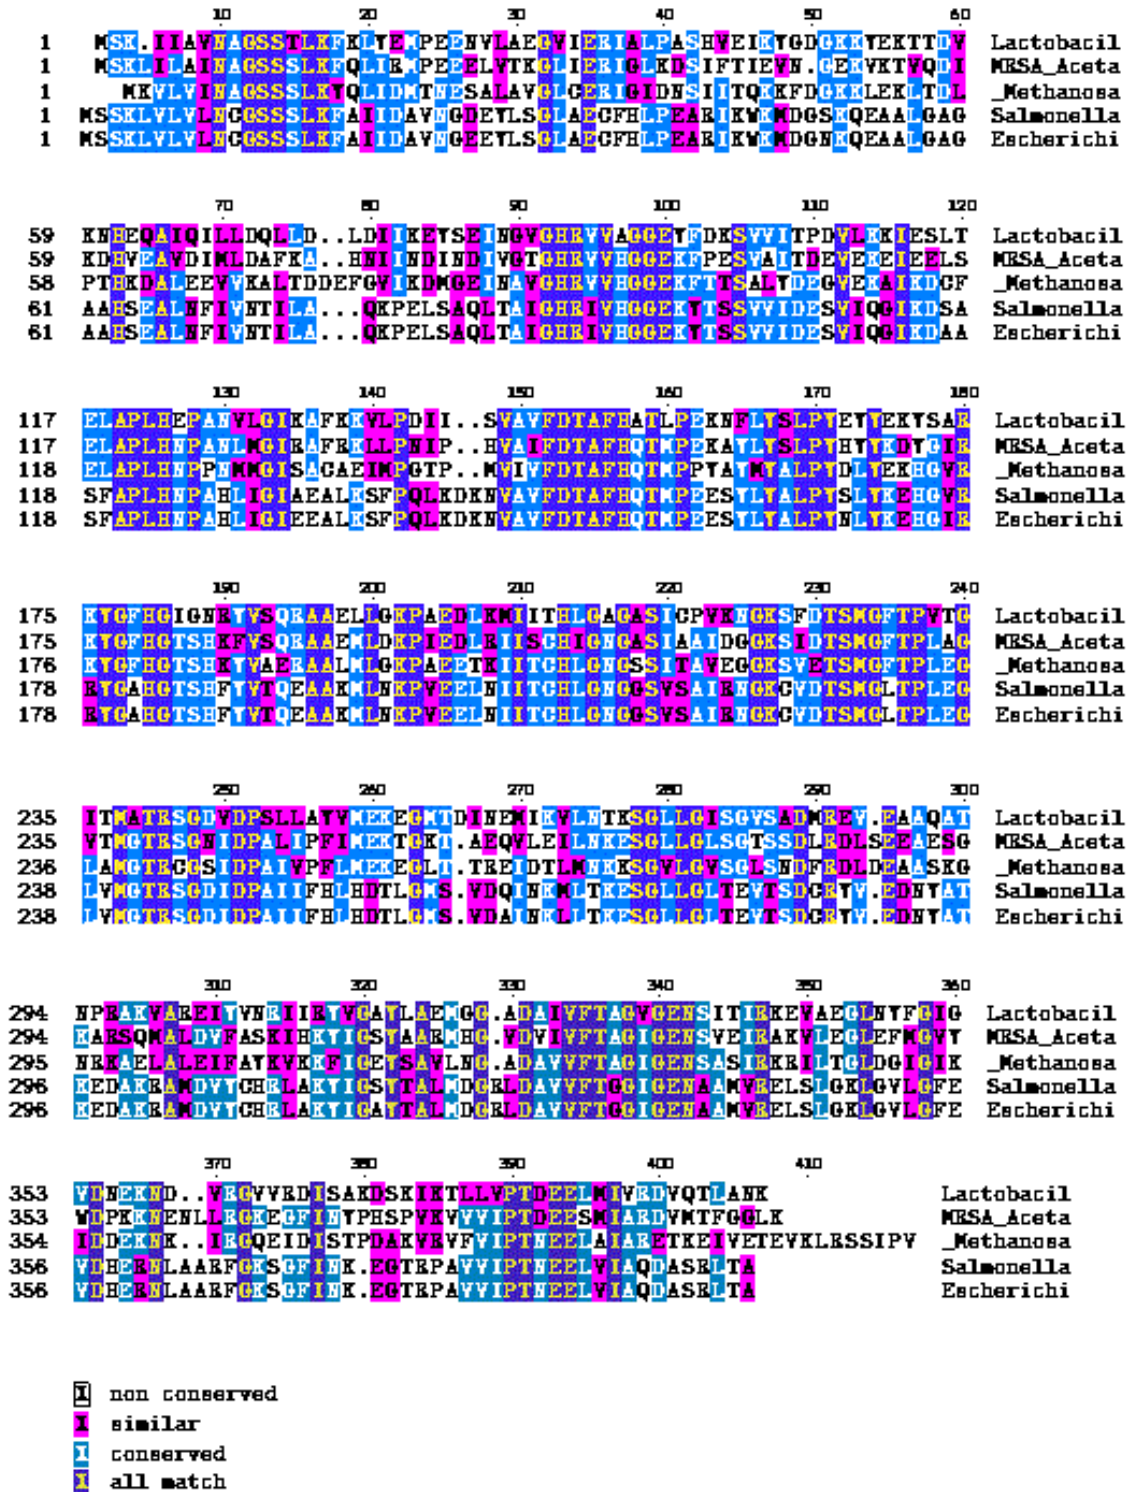 10 20 30 40 50 60
1 MSK.IIAVNAGSSTLKFKLYEMPEENVLAEGVIERIALPASHVEIKYGDGKKYEKTTDV Lactobacil
1 MSKLILAINAGSSSLKFQLIRMPEEELVTKGLIERIGLKDSIFTIEVN.GEKVKTVQDI MRSA_Aceta
1 MKVLVINAGSSSLKYQLIDMTNESALAVGLCERIGIDNSIITQKKFDGKKLEKLTDL _Methanosa
1 MSSKLVLVLNCGSSSLKFAIIDAVNGDEYLSGLAECFHLPEARIKWKMDGSKQEAALGAG Salmonella
1 MSSKLVLVLNCGSSSLKFAIIDAVNGEEYLSGLAECFHLPEARIKWKMDGNKQEAALGAG Escherichi
70 80 90 100 110 120
59 KNHEQAIQILLDQLLD..LDIIKEYSEINGVGHRVVAGGEYFDKSVVITPDVLKKIESLT Lactobacil
59 KDHVEAVDIMLDAFKA..HNIINDINDIVGTGHRVVHGGEKFPESVAITDEVEKEIEELS MRSA_Aceta
58 PTHKDALEEVVKALTDDEFGVIKDMGEINAVGHRVVHGGEKFTTSALYDEGVEKAIKDCF _Methanosa
61 AAHSEALNFIVNTILA...QKPELSAQLTAIGHRIVHGGEKYTSSVVIDESVIQGIKDSA Salmonella
61 AAHSEALNFIVNTILA...QKPELSAQLTAIGHRIVHGGEKYTSSVVIDESVIQGIKDAA Escherichi
130 140 150 160 170 180
117 ELAPLHEPANVLGIKAFKKVLPDII..SVAVFDTAFHATLPEKNFLYSLPYEYYEKYSAR Lactobacil
117 ELAPLHNPANLMGIRAFRKLLPNIP..HVAIFDTAFHQTMPEKAYLYSLPYHYYKDYGIR MRSA_Aceta
118 ELAPLHNPPNMMGISACAEIMPGTP..MVIVFDTAFHQTMPPYAYMYALPYDLYEKHGVR _Methanosa
118 SFAPLHNPAHLIGIAEALKSFPQLKDKNVAVFDTAFHQTMPEESYLYALPYSLYKEHGVR Salmonella
118 SFAPLHNPAHLIGIEEALKSFPQLKDKNVAVFDTAFHQTMPEESYLYALPYNLYKEHGIR Escherichi
190 200 210 220 230 240
175 KYGFHGIGNRYVSQRAAELLGKPAEDLKMIITHLGAGASICPVKNGKSFDTSMGFTPVTG Lactobacil
175 KYGFHGTSHKFVSQRAAEMLDKPIEDLRIISCHIGNGASIAAIDGGKSIDTSMGFTPLAG MRSA_Aceta
176 KYGFHGTSHKYVAERAALMLGKPAEETKIITCHLGNGSSITAVEGGKSVETSMGFTPLEG _Methanosa
178 RYGAHGTSHFYVTQEAAKMLNKPVEELNIITCHLGNGGSVSAIRNGKCVDTSMGLTPLEG Salmonella
178 RYGAHGTSHFYVTQEAAKMLNKPVEELNIITCHLGNGGSVSAIRNGKCVDTSMGLTPLEG Escherichi
250 260 270 280 290 300
235 ITMATRSGDVDPSLLAYVMEKEGMTDINEMIKVLNTKSGLLGISGVSADMREV.EAAQAT Lactobacil
235 VTMGTRSGNIDPALIPFIMEKTGKT.AEQVLEILNKESGLLGLSGTSSDLRDLSEEAESG MRSA_Aceta
236 LAMGTRCGSIDPAIVPFLMEKEGLT.TREIDTLMNKKSGVLGVSGLSNDFRDLDEAASKG _Methanosa
238 LVMGTRSGDIDPAIIFHLHDTLGMS.VDQINKMLTKESGLLGLTEVTSDCRYV.EDNYAT Salmonella
238 LVMGTRSGDIDPAIIFHLHDTLGMS.VDAINKLLTKESGLLGLTEVTSDCRYV.EDNYAT Escherichi
310 320 330 340 350 360
294 NPRAKVAREIYVNRIIRYVGAYLAEMGG.ADAIVFTAGVGENSITIRKEVAEGLNYFGIG Lactobacil
294 KARSQMALDVFASKIHKYIGSYAARMHG.VDVIVFTAGIGENSVEIRAKVLEGLEFMGVY MRSA_Aceta
295 NRKAELALEIFAYKVKKFIGEYSAVLNG.ADAVVFTAGIGENSASIRKRILTGLDGIGIK _Methanosa
296 KEDAKRAMDVYCHRLAKYIGSYTALMDGRLDAVVFTGGIGENAAMVRELSLGKLGVLGFE Salmonella
296 KEDAKRAMDVYCHRLAKYIGAYTALMDGRLDAVVFTGGIGENAAMVRELSLGKLGVLGFE Escherichi
370 380 390 400 410
353 VDNEKND..VRGVVRDISAKDSKIKTLLVPTDEELMIVRDVQTLANK Lactobacil
353 WDPKKNENLLRGKEGFINYPHSPVKVVVIPTDEESMIARDVMTFGGLK MRSA_Aceta
354 IDDEKNK..IRGQEIDISTPDAKVRVFVIPTNEELAIARETKEIVETEVKLRSSIPV _Methanosa
356 VDHERNLAARFGKSGFINK.EGTRPAVVIPTNEELVIAQDASRLTA Salmonella
356 VDHERNLAARFGKSGFINK.EGTRPAVVIPTNEELVIAQDASRLTA Escherichi
I non conserved
I similar
I conserved
I all match